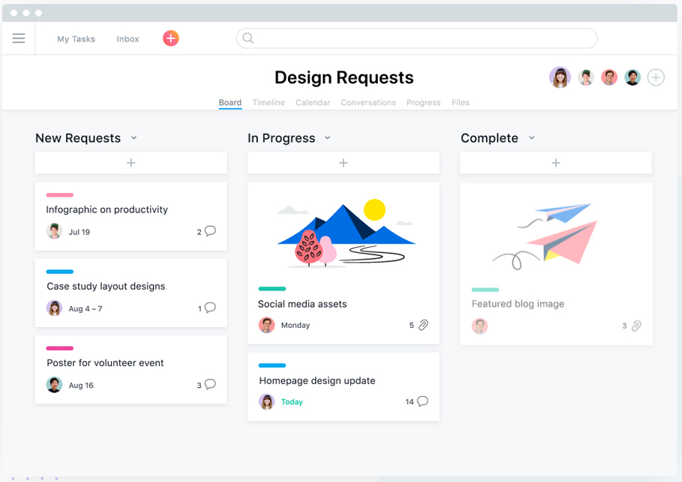 My Tasks
Inbox
Design Requests
Board
Timeline
Calendar
Conversations
Progress
Files
New Requests
Infographic on productivity
Jul 19
2
Case study layout designs
Aug 4 – 7
1
Poster for volunteer event
Aug 16
3
In Progress
Social media assets
Monday
5
Homepage design update
Today
14
Complete
Featured blog image
3